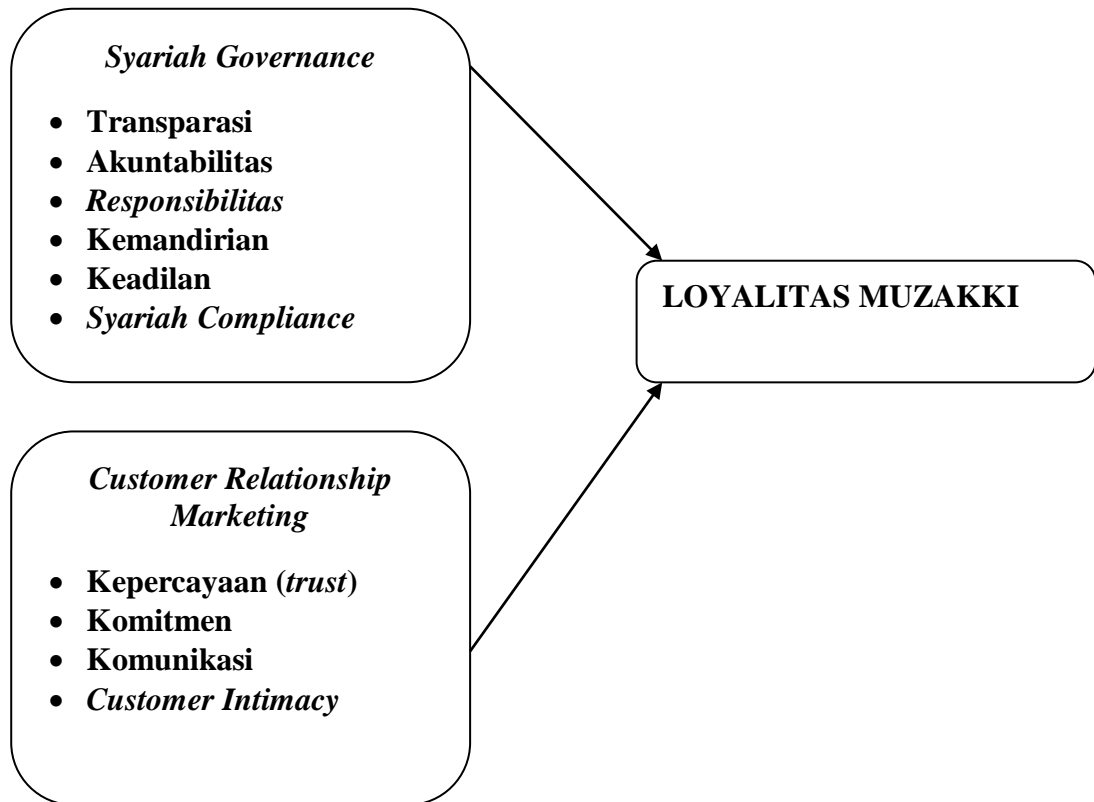 Syariah Governance
• Transparasi
• Akuntabilitas
• Responsibilitas
• Kemandirian
• Keadilan
• Syariah Compliance
LOYALITAS MUZAKKI
Customer Relationship
Marketing
• Kepercayaan (trust)
• Komitmen
• Komunikasi
• Customer Intimacy